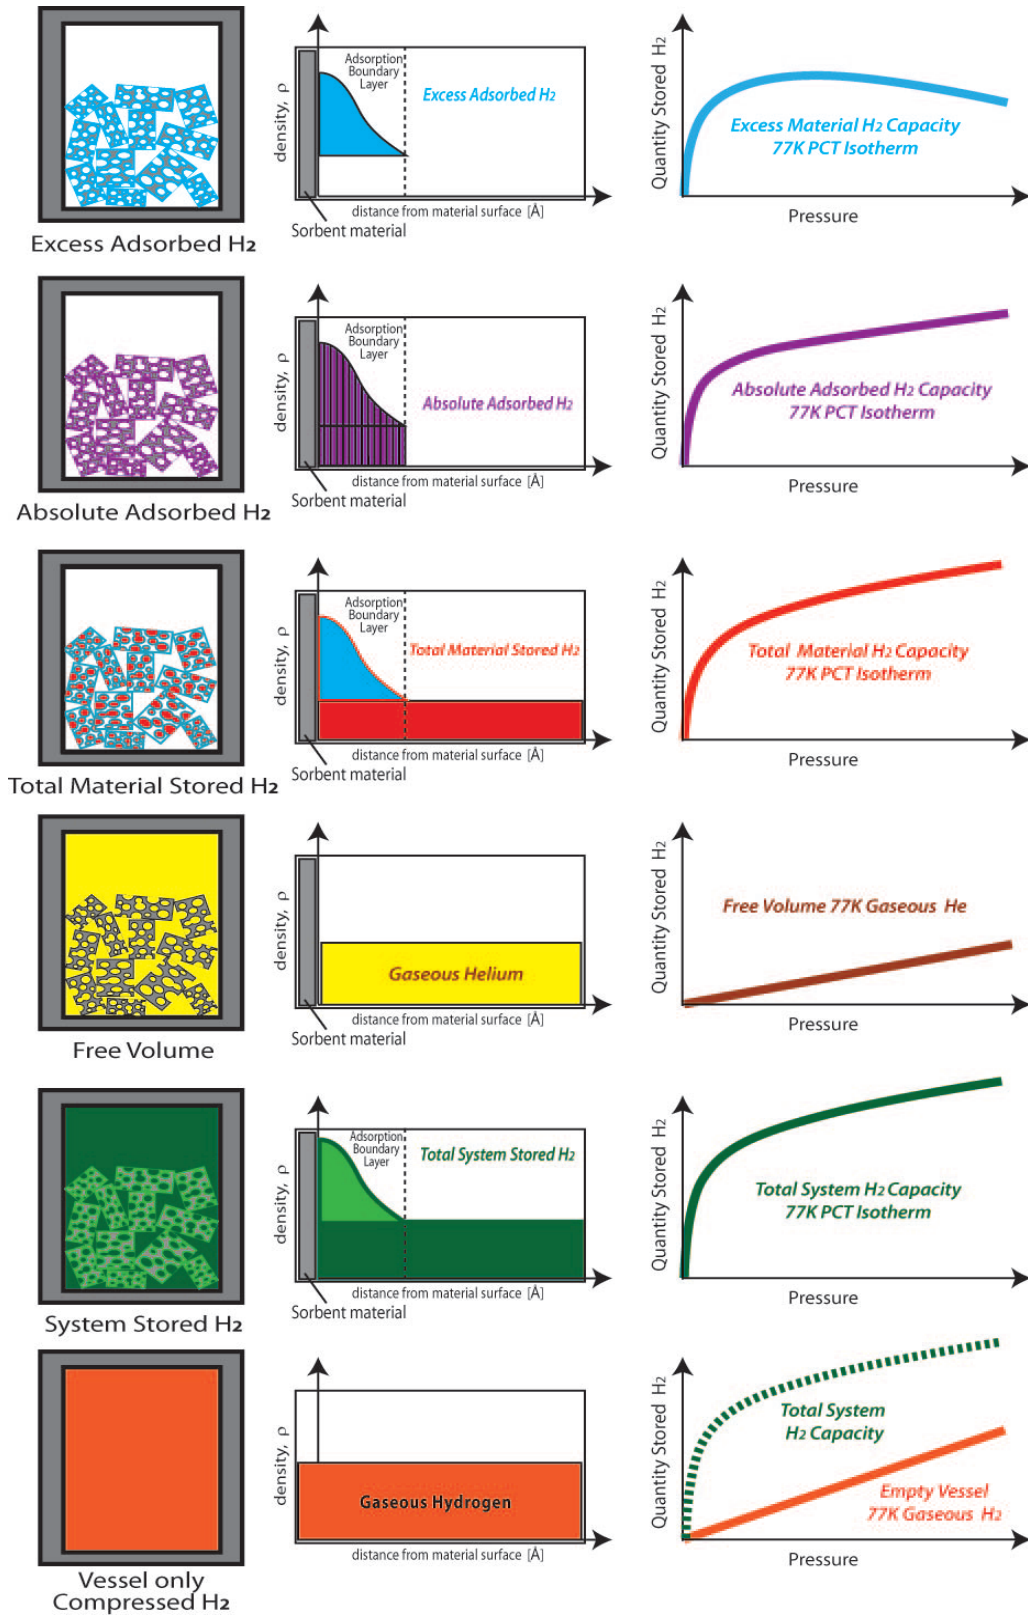 density, ρ
Adsorption
Boundary
Layer
Excess Adsorbed H2
distance from material surface [Å]
Sorbent material
Excess Adsorbed H2
Quantity Stored H2
Excess Material H2 Capacity
77K PCT Isotherm
Pressure
density, ρ
Adsorption
Boundary
Layer
Absolute Adsorbed H2
distance from material surface [Å]
Sorbent material
Absolute Adsorbed H2
Quantity Stored H2
Absolute Adsorbed H2 Capacity
77K PCT Isotherm
Pressure
density, ρ
Adsorption
Boundary
Layer
Total Material Stored H2
distance from material surface [Å]
Sorbent material
Total Material Stored H2
Quantity Stored H2
Total Material H2 Capacity
77K PCT Isotherm
Pressure
density, ρ
Gaseous Helium
distance from material surface [Å]
Sorbent material
Free Volume
Quantity Stored H2
Free Volume 77K Gaseous He
Pressure
density, ρ
Adsorption
Boundary
Layer
Total System Stored H2
distance from material surface [Å]
Sorbent material
System Stored H2
Quantity Stored H2
Total System H2 Capacity
77K PCT Isotherm
Pressure
density, ρ
Gaseous Hydrogen
distance from material surface [Å]
Vessel only
Compressed H2
Quantity Stored H2
Total System
H2 Capacity
Empty Vessel
77K Gaseous H2
Pressure